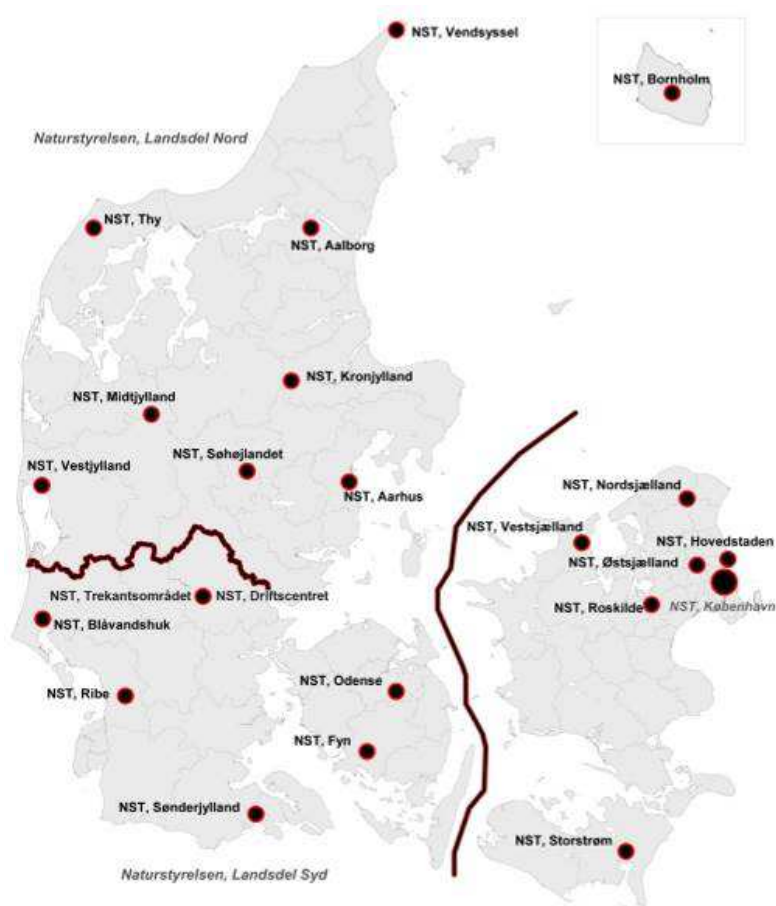 NST, Vendsyssel
NST, Bornholm
Naturstyrelsen, Landsdel Nord
NST, Thy
NST, Aalborg
NST, Kronjylland
NST, Midtjylland
NST, Søhøjlandet
NST, Vestjylland
NST, Aarhus
NST, Nordsjælland
NST, Vestsjælland
NST, Hovedstaden
NST, Østsjælland
NST, København
NST, Roskilde
NST, Trekantsområdet
NST, Driftscentret
NST, Blåvandshuk
NST, Odense
NST, Ribe
NST, Fyn
NST, Sønderjylland
NST, Storstrøm
Naturstyrelsen, Landsdel Syd